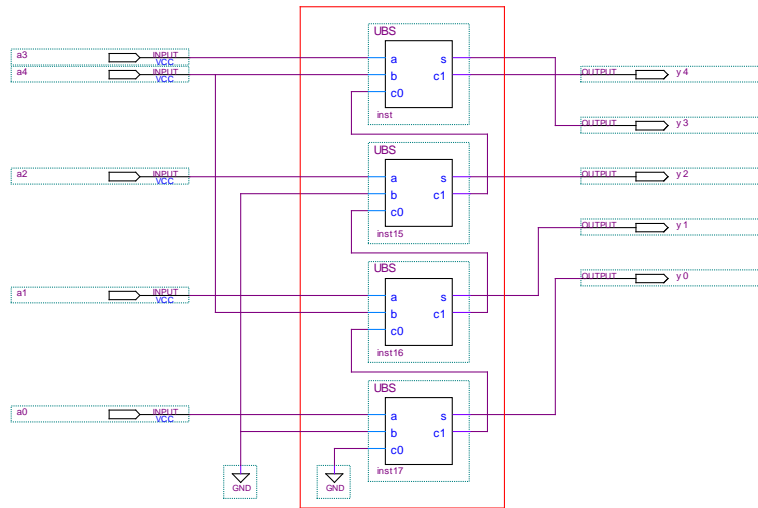 UBS
a3 INPUT VCC
a4 INPUT VCC
a s
b c1
c0
inst
OUTPUT y4
OUTPUT y3
UBS
a2 INPUT VCC
a s
b c1
c0
inst15
OUTPUT y2
OUTPUT y1
UBS
a1 INPUT VCC
a s
b c1
c0
inst16
OUTPUT y0
UBS
a0 INPUT VCC
a s
b c1
c0
inst17
GND
GND